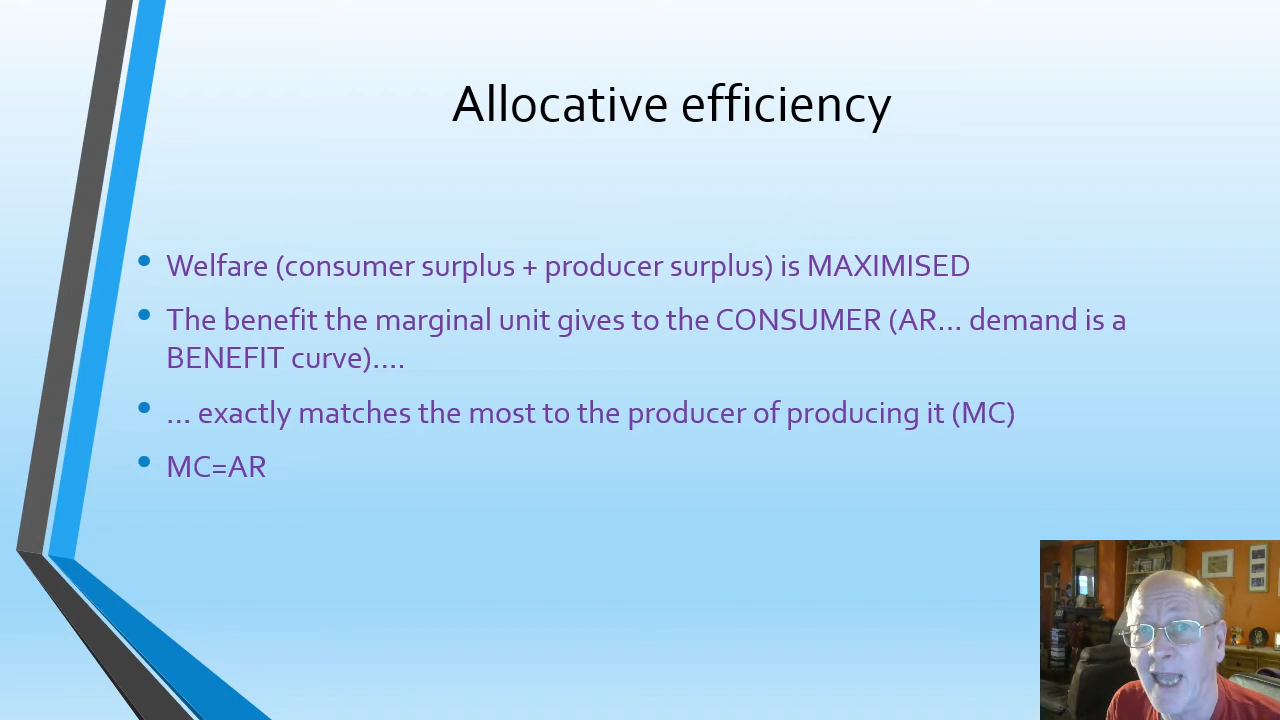 Allocative efficiency
• Welfare (consumer surplus + producer surplus) is MAXIMISED
• The benefit the marginal unit gives to the CONSUMER (AR... demand is a
BENEFIT curve)....
• ... exactly matches the most to the producer of producing it (MC)
• MC=AR